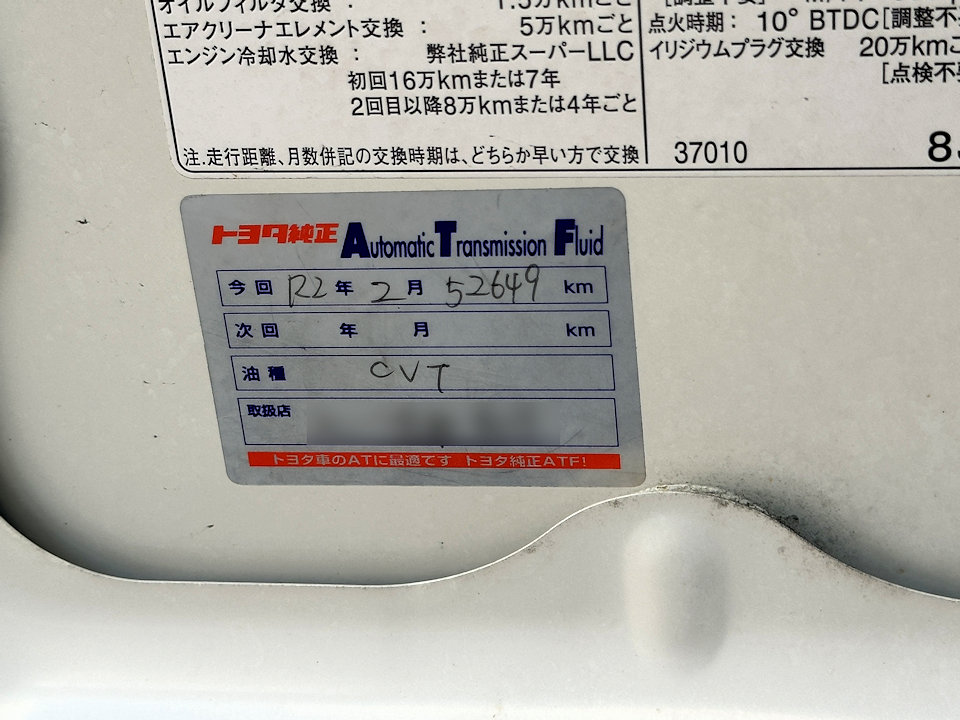 オイルフィルタ交換 : 1.5万kmごと
エアクリーナエレメント交換 : 5万kmごと
エンジン冷却水交換 : 弊社純正スーパーLLC
初回16万kmまたは7年
2回目以降8万kmまたは4年ごと
注.走行距離、月数併記の交換時期は、どちらか早い方で交換
点火時期: 10° BTDC[調整不
イリジウムプラグ交換 20万km
[点検不
37010
トヨタ純正 Automatic Transmission Fluid
今回 R2年 2月 52649 km
次回 年 月 km
油種 CVT
取扱店
トヨタ車のATに最適です トヨタ純正ATF!